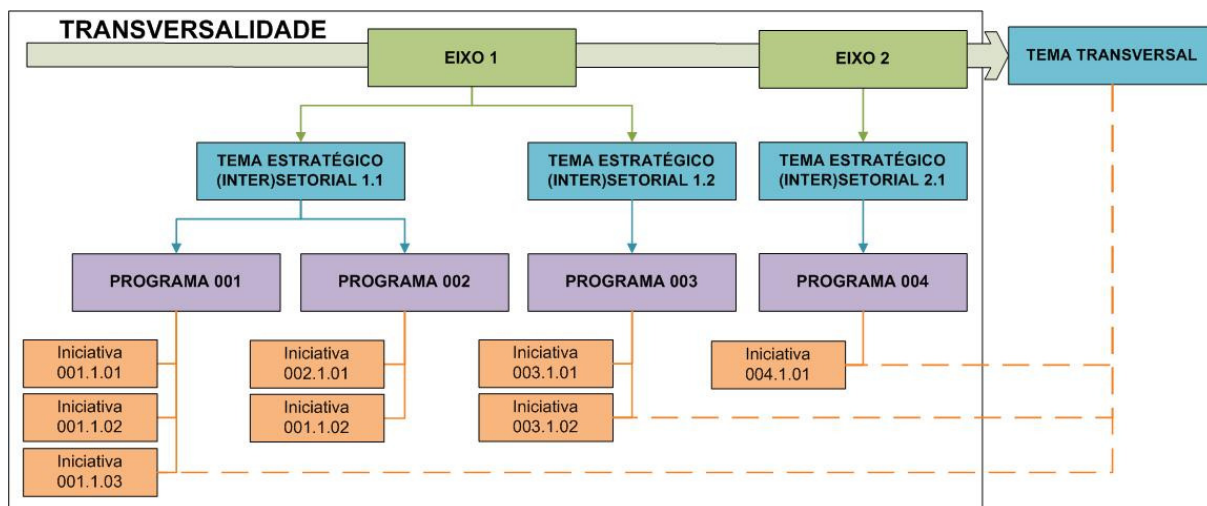 TRANSVERSALIDADE
EIXO 1
EIXO 2
TEMA TRANSVERSAL
TEMA ESTRATÉGICO
(INTER)SETORIAL 1.1
TEMA ESTRATÉGICO
(INTER)SETORIAL 1.2
TEMA ESTRATÉGICO
(INTER)SETORIAL 2.1
PROGRAMA 001
PROGRAMA 002
PROGRAMA 003
PROGRAMA 004
Iniciativa
001.1.01
Iniciativa
002.1.01
Iniciativa
003.1.01
Iniciativa
004.1.01
Iniciativa
001.1.02
Iniciativa
001.1.02
Iniciativa
003.1.02
Iniciativa
001.1.03